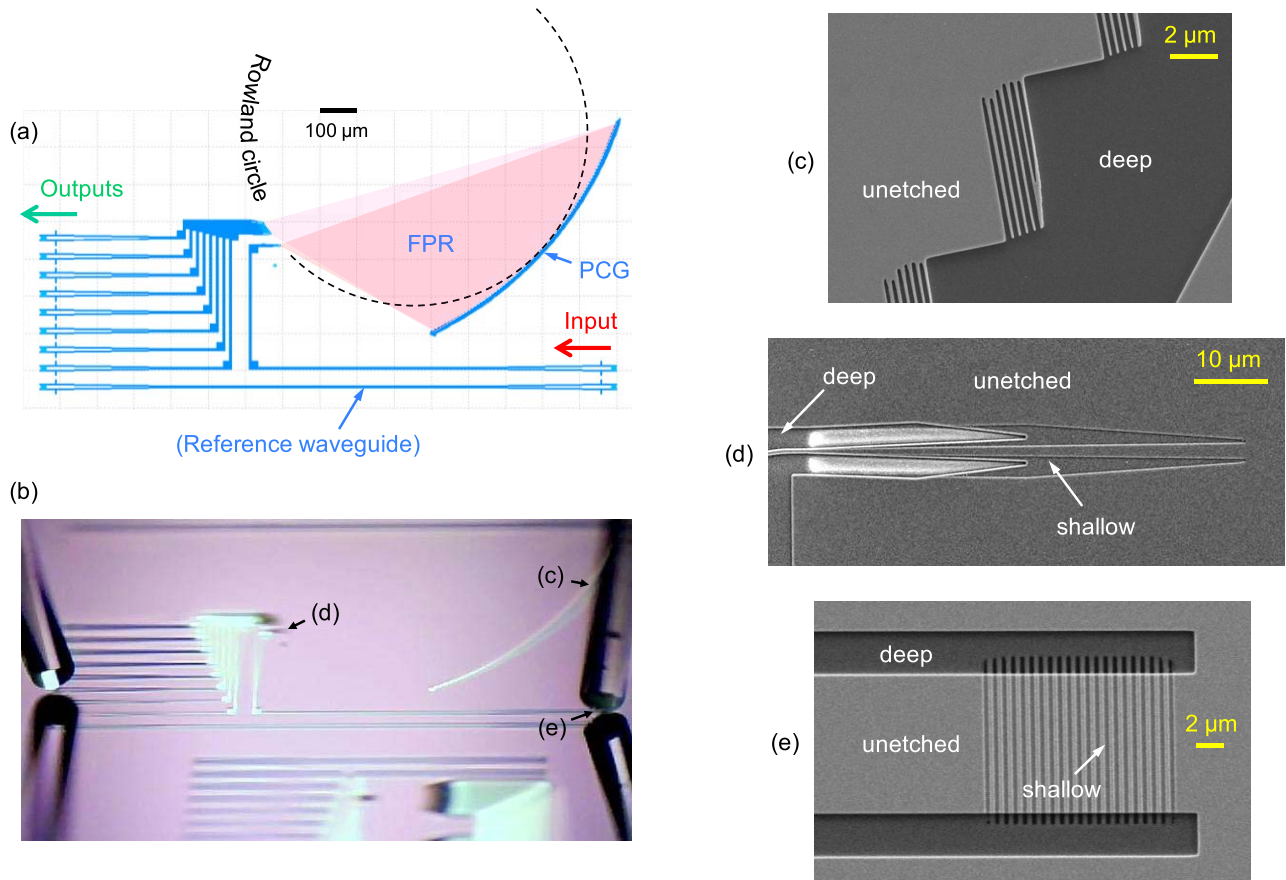 (a)
Rowland circle
100 µm
Outputs
FPR
PCG
Input
(Reference waveguide)
(b)
(c)
(d)
(e)
(c)
2 µm
unetched
deep
(d)
deep
unetched
10 µm
shallow
(e)
deep
unetched
shallow
2 µm